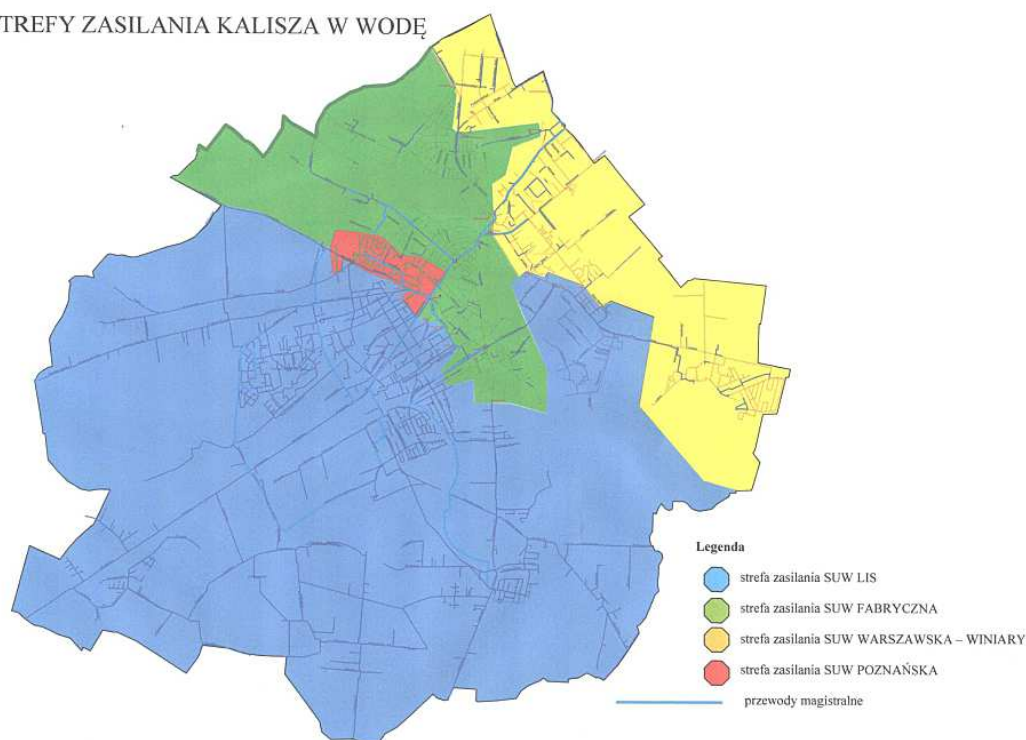 TREFY ZASILANIA KALISZA W WODĘ
Legenda
strefa zasilania SUW LIS
strefa zasilania SUW FABRYCZNA
strefa zasilania SUW WARSZAWSKA – WINIARY
strefa zasilania SUW POZNAŃSKA
przewody magistralne